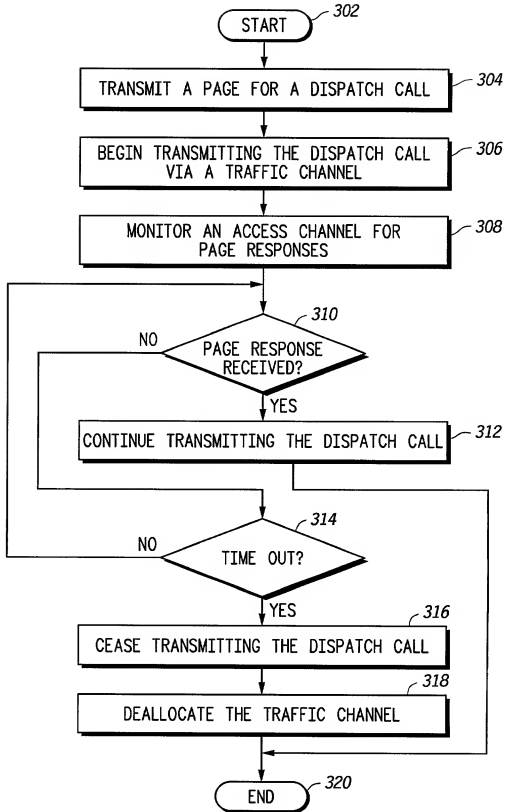 START
302
TRANSMIT A PAGE FOR A DISPATCH CALL
304
BEGIN TRANSMITTING THE DISPATCH CALL
VIA A TRAFFIC CHANNEL
306
MONITOR AN ACCESS CHANNEL FOR
PAGE RESPONSES
308
310
NO
PAGE RESPONSE
RECEIVED?
YES
CONTINUE TRANSMITTING THE DISPATCH CALL
312
314
NO
TIME OUT?
YES
316
CEASE TRANSMITTING THE DISPATCH CALL
318
DEALLOCATE THE TRAFFIC CHANNEL
END
320